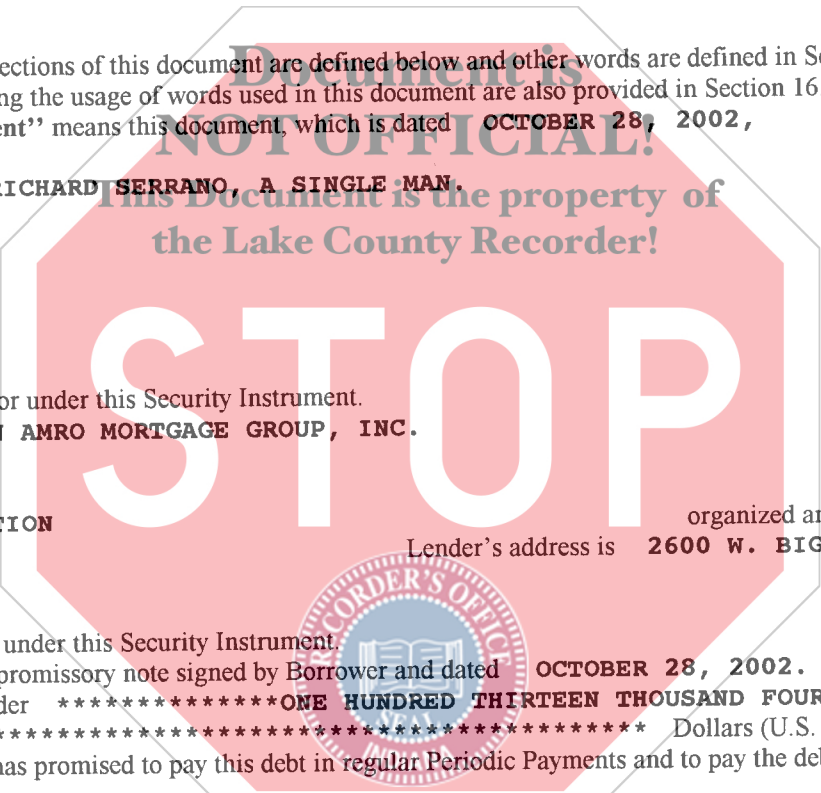 ections of this document are defined below and other words are defined in Se
ng the usage of words used in this document are also provided in Section 16.
ent” means this document, which is dated OCTOBER 28, 2002,
RICHARD SERRANO, A SINGLE MAN.
Document is
NOT OFFICIAL!
This Document is the property of
the Lake County Recorder!
STOP
or under this Security Instrument.
N AMRO MORTGAGE GROUP, INC.
TION
organized an
Lender’s address is 2600 W. BIG
under this Security Instrument.
promissory note signed by Borrower and dated OCTOBER 28, 2002.
der **************ONE HUNDRED THIRTEEN THOUSAND FOUR
******************************************* Dollars (U.S.
has promised to pay this debt in regular Periodic Payments and to pay the deb
RECORDER'S OFFICE
SEAL
INDIANA